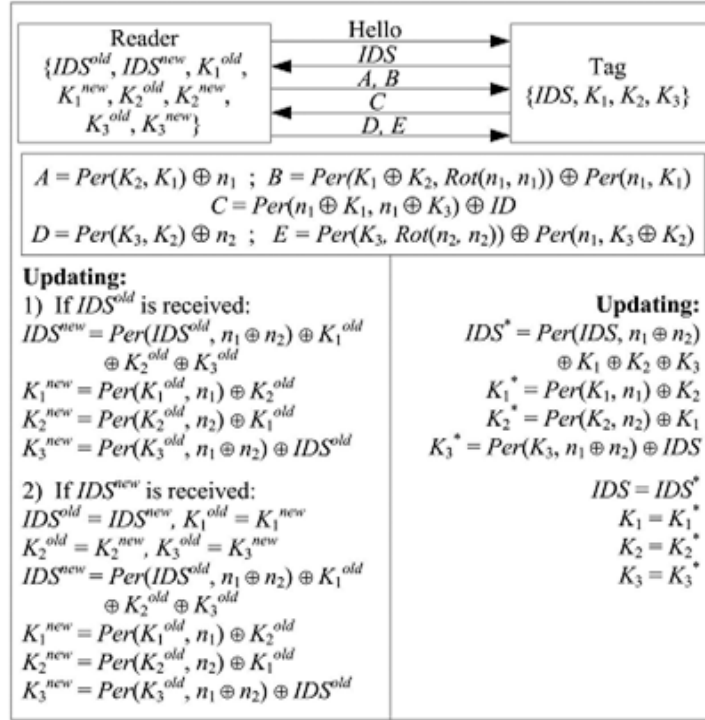 Reader
{IDS^old, IDS^new, K₁^old,
K₁^new, K₂^old, K₂^new,
K₃^old, K₃^new}
Hello
IDS
A, B
C
D, E
Tag
{IDS, K₁, K₂, K₃}
A = Per(K₂, K₁) ⊕ n₁ ; B = Per(K₁ ⊕ K₂, Rot(n₁, n₁)) ⊕ Per(n₁, K₁)
C = Per(n₁ ⊕ K₁, n₁ ⊕ K₃) ⊕ ID
D = Per(K₃, K₂) ⊕ n₂ ; E = Per(K₃, Rot(n₂, n₂)) ⊕ Per(n₁, K₃ ⊕ K₂)
Updating:
1) If IDS^old is received:
IDS^new = Per(IDS^old, n₁ ⊕ n₂) ⊕ K₁^old
⊕ K₂^old ⊕ K₃^old
K₁^new = Per(K₁^old, n₁) ⊕ K₂^old
K₂^new = Per(K₂^old, n₂) ⊕ K₁^old
K₃^new = Per(K₃^old, n₁ ⊕ n₂) ⊕ IDS^old
2) If IDS^new is received:
IDS^old = IDS^new, K₁^old = K₁^new
K₂^old = K₂^new, K₃^old = K₃^new
IDS^new = Per(IDS^old, n₁ ⊕ n₂) ⊕ K₁^old
⊕ K₂^old ⊕ K₃^old
K₁^new = Per(K₁^old, n₁) ⊕ K₂^old
K₂^new = Per(K₂^old, n₂) ⊕ K₁^old
K₃^new = Per(K₃^old, n₁ ⊕ n₂) ⊕ IDS^old
Updating:
IDS^* = Per(IDS, n₁ ⊕ n₂)
⊕ K₁ ⊕ K₂ ⊕ K₃
K₁^* = Per(K₁, n₁) ⊕ K₂
K₂^* = Per(K₂, n₂) ⊕ K₁
K₃^* = Per(K₃, n₁ ⊕ n₂) ⊕ IDS
IDS = IDS^*
K₁ = K₁^*
K₂ = K₂^*
K₃ = K₃^*